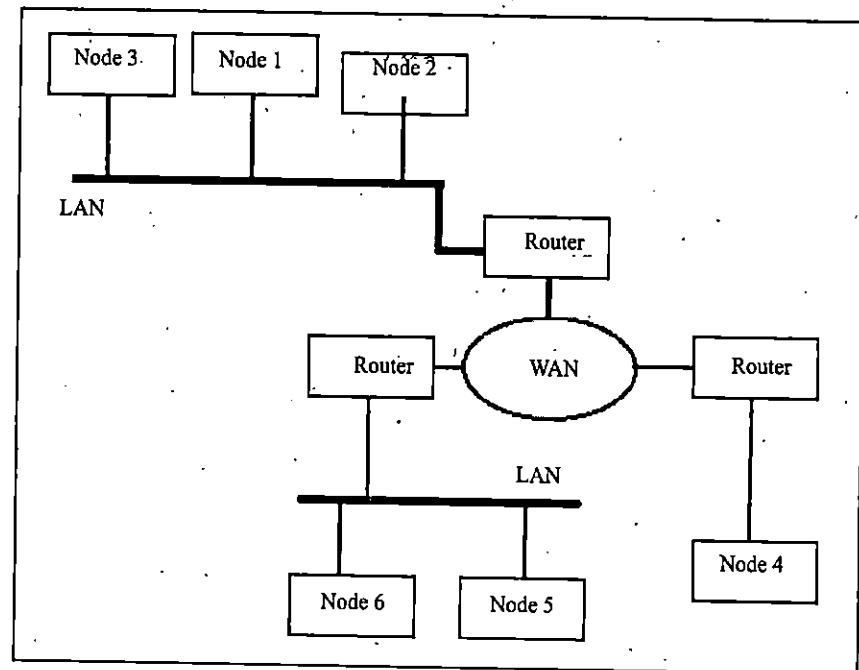 Node 3
Node 1
Node 2
LAN
Router
Router
WAN
Router
LAN
Node 4
Node 6
Node 5